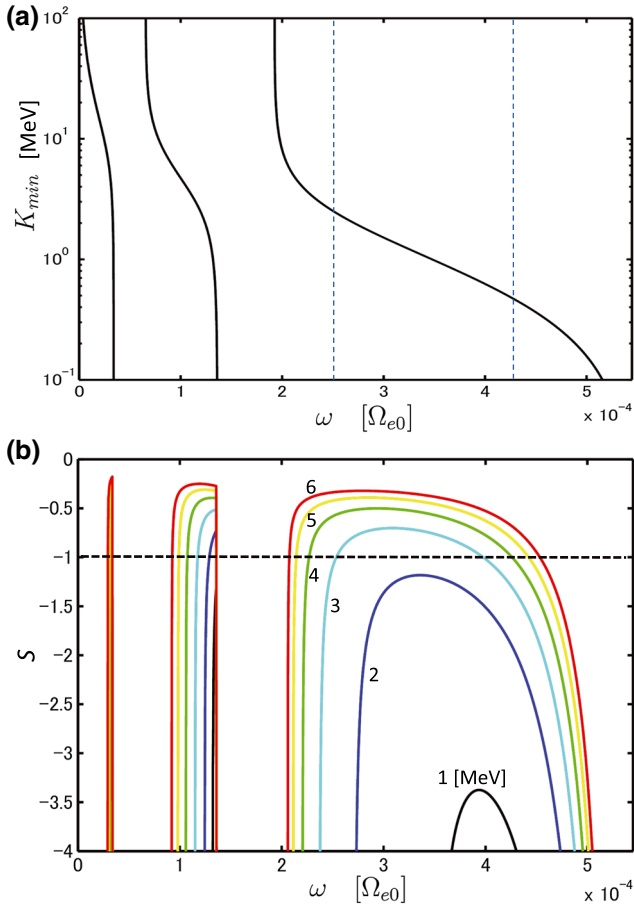 (a)
10²
10¹
10⁰
10⁻¹
K_min [MeV]
0 1 2 3 4 5
× 10⁻⁴
ω [Ω_e0]
(b)
0
−0.5
−1
−1.5
−2
−2.5
−3
−3.5
−4
S
6
5
4
3
2
1 [MeV]
0 1 2 3 4 5
× 10⁻⁴
ω [Ω_e0]